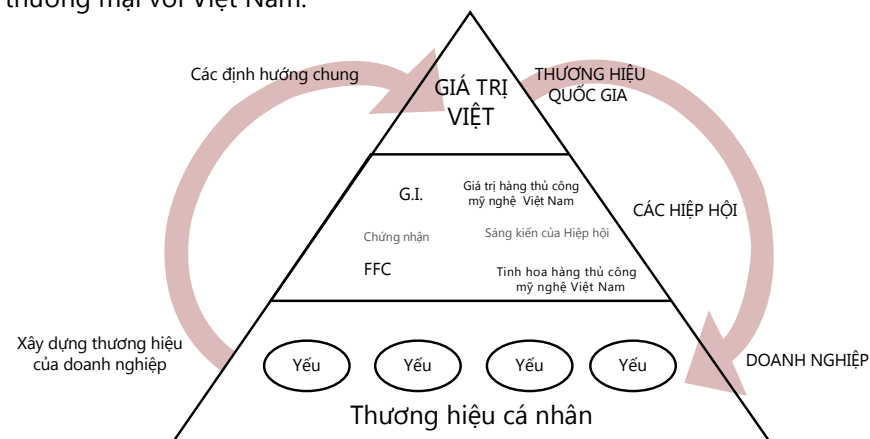 thương mại với Việt Nam.
Các định hướng chung
THƯƠNG HIỆU
QUỐC GIA
GIÁ TRỊ
VIỆT
G.I.
Giá trị hàng thủ công
mỹ nghệ Việt Nam
CÁC HIỆP HỘI
Chứng nhận
Sáng kiến của Hiệp hội
FFC
Tinh hoa hàng thủ công
mỹ nghệ Việt Nam
Xây dựng thương hiệu
của doanh nghiệp
Yếu
Yếu
Yếu
Yếu
DOANH NGHIỆP
Thương hiệu cá nhân